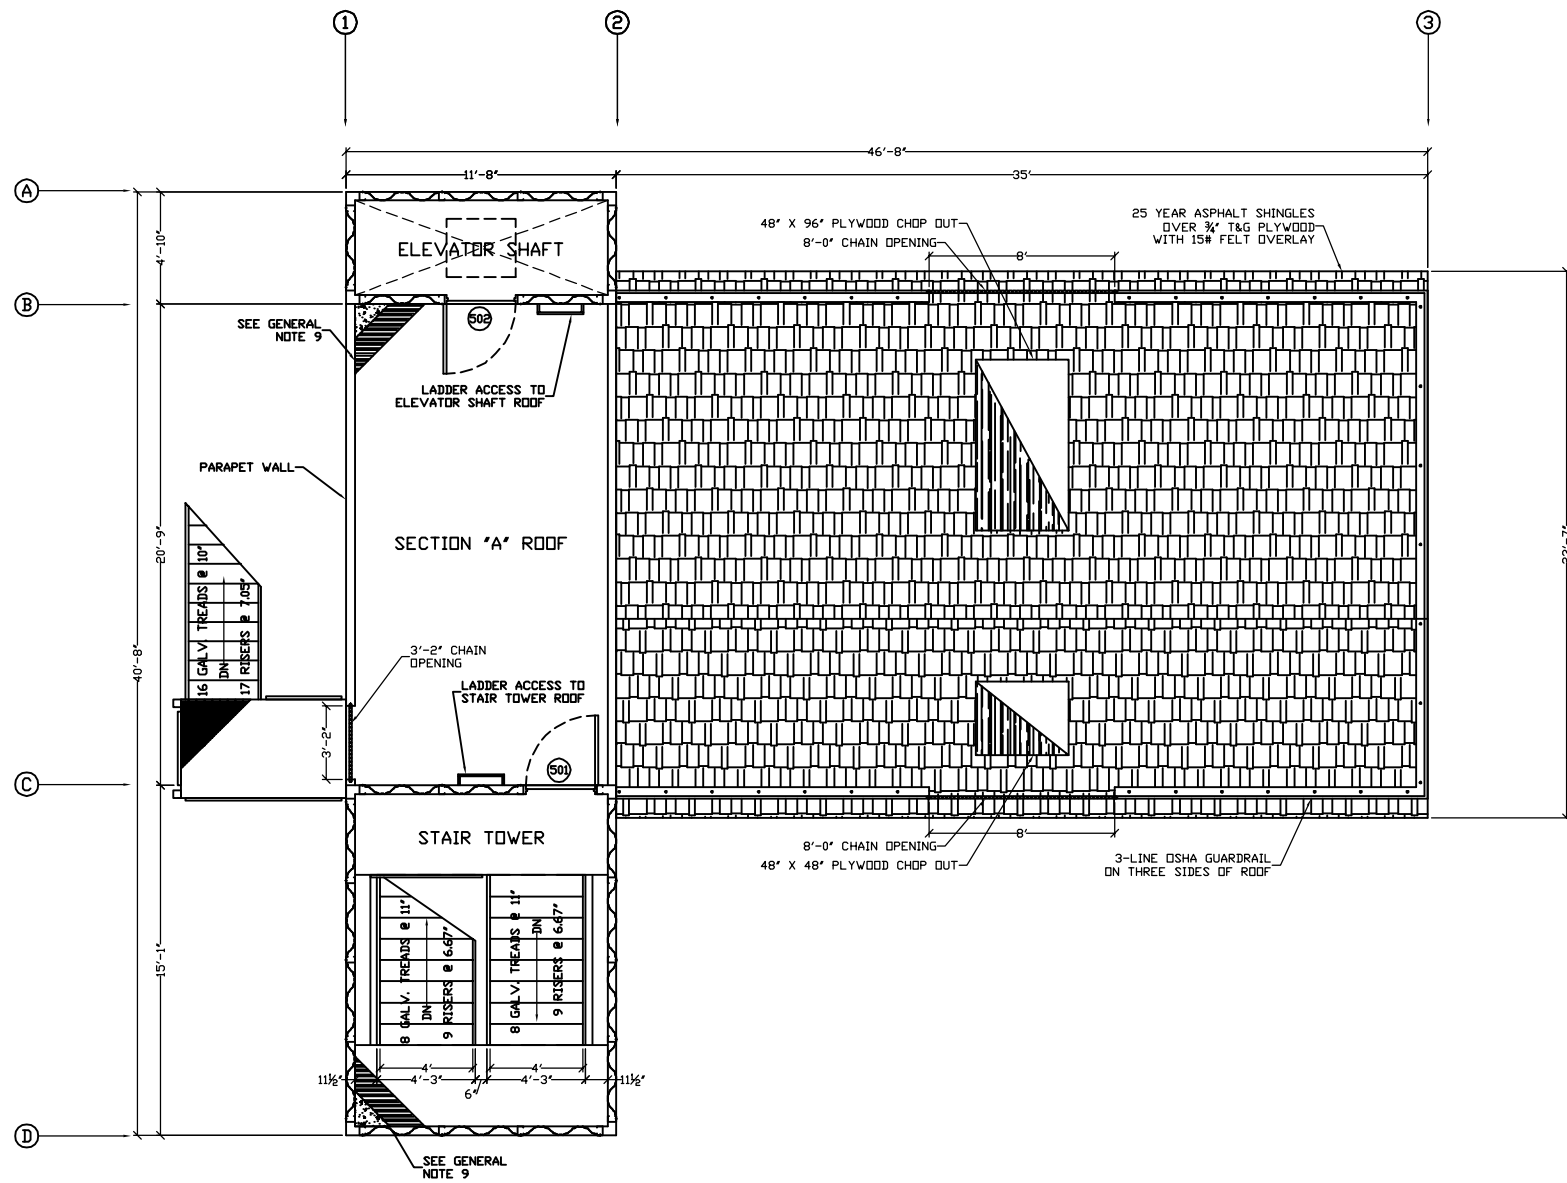 1
2
3
46'-8"
11'-8"
35'
A
48" X 96" PLYWOOD CHOP OUT
8'-0" CHAIN OPENING
25 YEAR ASPHALT SHINGLES
OVER ¾" T&G PLYWOOD
WITH 15# FELT OVERLAY
4'-10"
ELEVATOR SHAFT
8'
B
SEE GENERAL
NOTE 9
502
LADDER ACCESS TO
ELEVATOR SHAFT ROOF
PARAPET WALL
SECTION "A" ROOF
20'-9"
16 GALV. TREADS @ 10"
DN
17 RISERS @ 7.05"
40'-8"
3'-2" CHAIN
OPENING
LADDER ACCESS TO
STAIR TOWER ROOF
3'-2"
501
C
STAIR TOWER
8'
8'-0" CHAIN OPENING
48" X 48" PLYWOOD CHOP OUT
3-LINE OSHA GUARDRAIL
ON THREE SIDES OF ROOF
15'-1"
8 GALV. TREADS @ 11"
DN
9 RISERS @ 6.67"
8 GALV. TREADS @ 11"
DN
9 RISERS @ 6.67"
4'
4'
11½"
4'-3"
4'-3"
11½"
6"
D
SEE GENERAL
NOTE 9